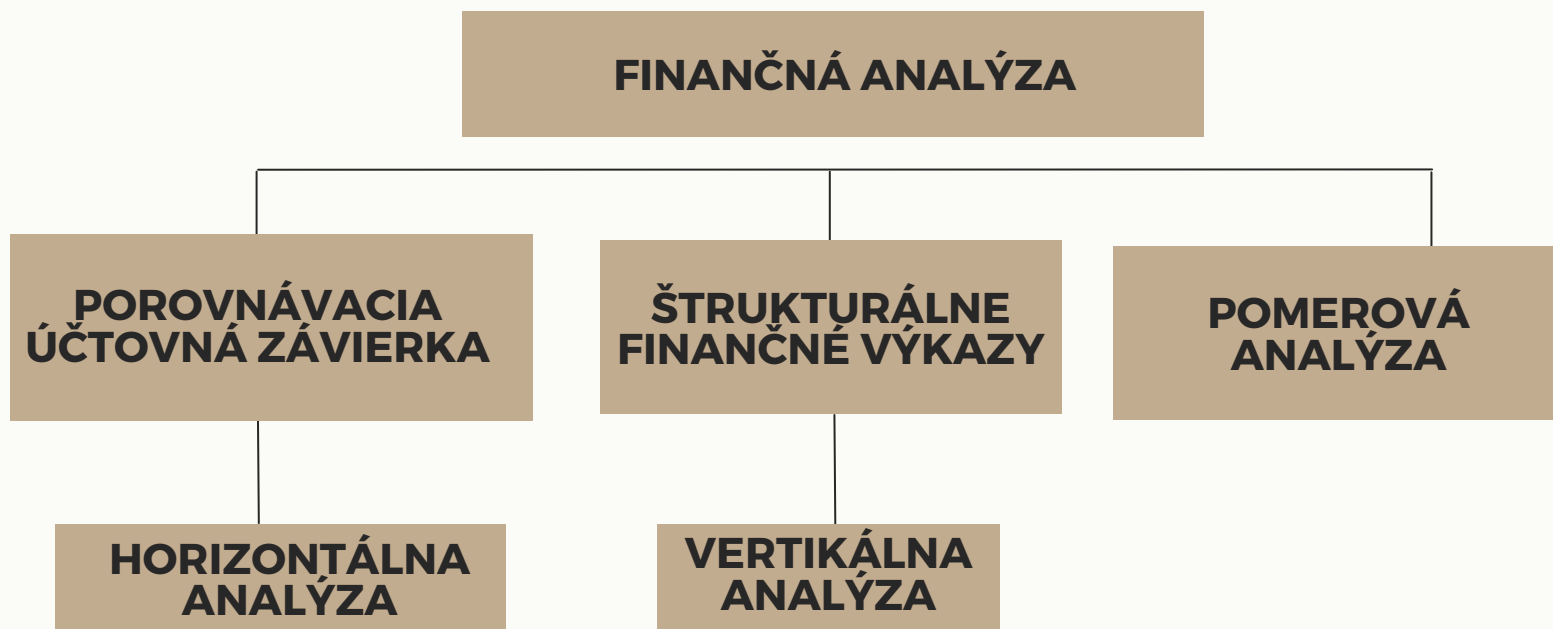 FINANČNÁ ANALÝZA
POROVNÁVACIA
ÚČTOVNÁ ZÁVIERKA
ŠTRUKTURÁLNE
FINANČNÉ VÝKAZY
POMEROVÁ
ANALÝZA
HORIZONTÁLNA
ANALÝZA
VERTIKÁLNA
ANALÝZA